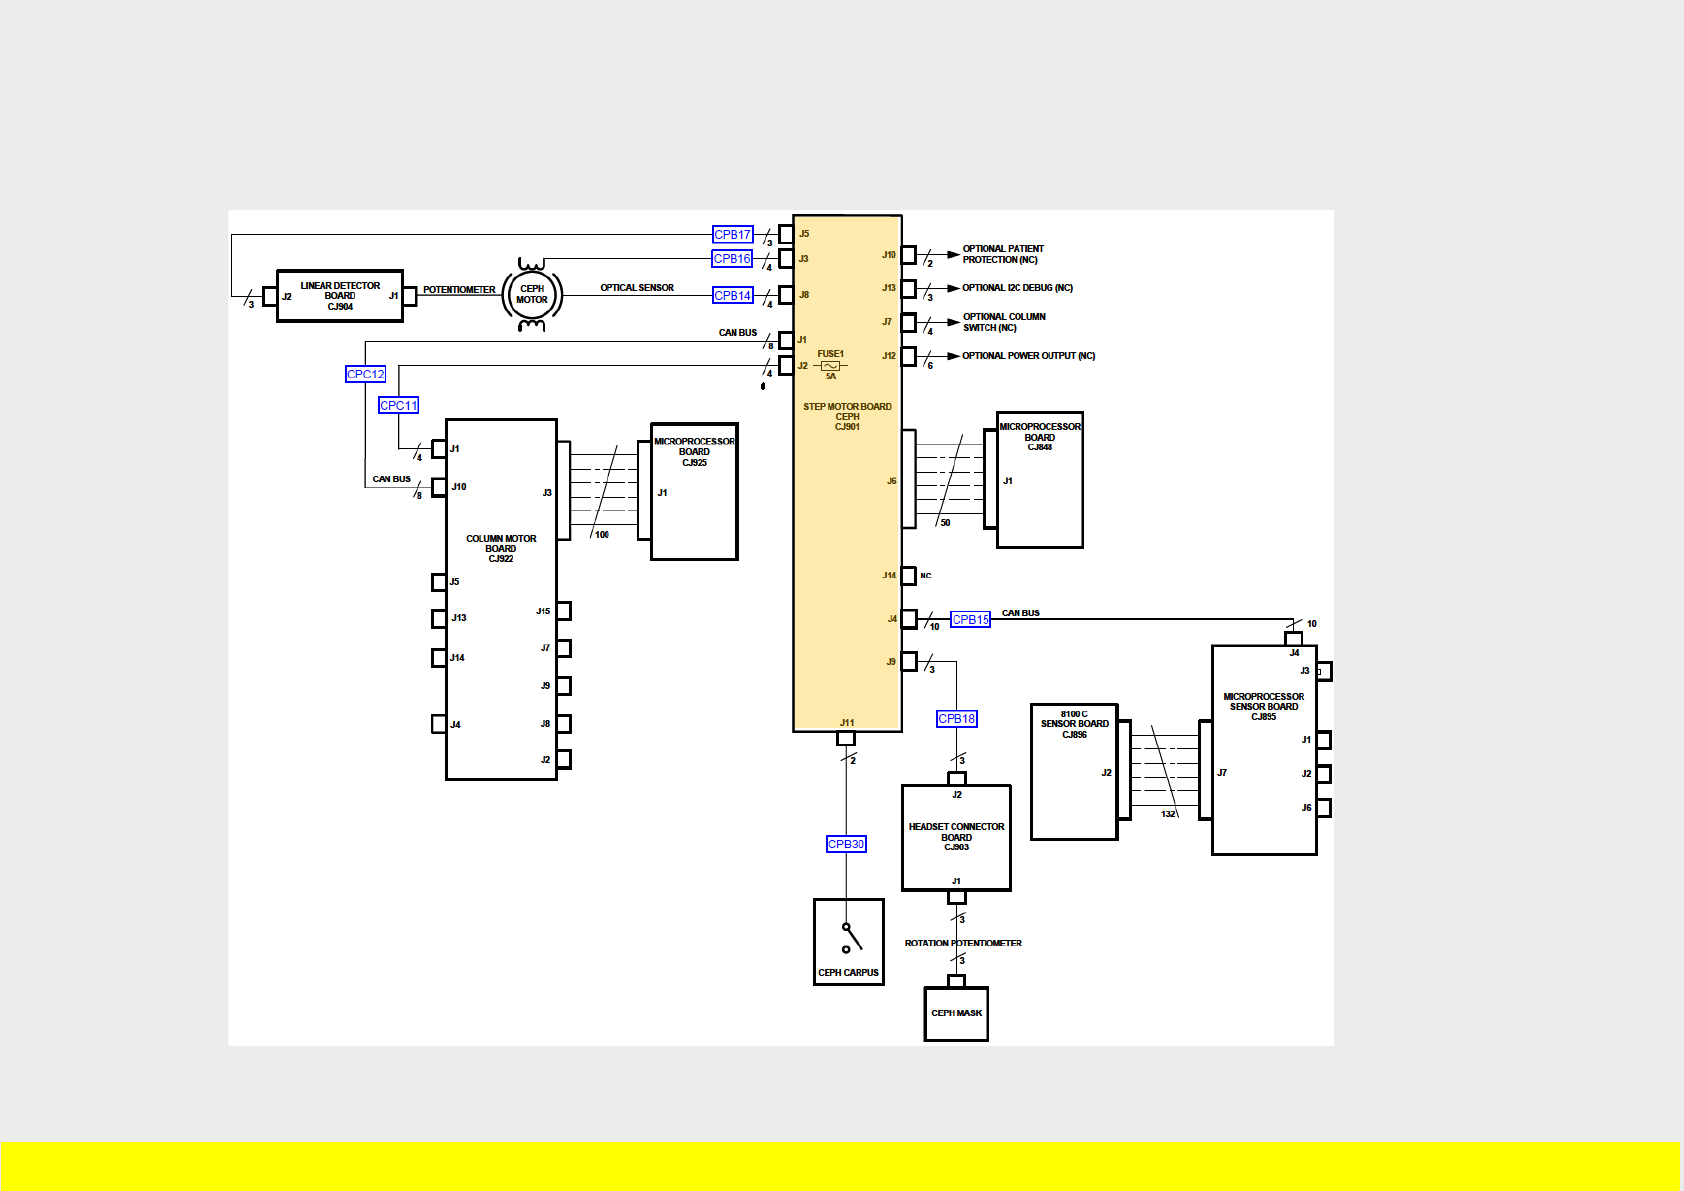 CPB17
3
J5
CPB16
4
J3
J10
2
OPTIONAL PATIENT
PROTECTION (NC)
LINEAR DETECTOR
BOARD
CJ904
J2
J1
3
POTENTIOMETER
CEPH
MOTOR
OPTICAL SENSOR
CPB14
4
J8
J13
3
OPTIONAL I2C DEBUG (NC)
J7
4
OPTIONAL COLUMN
SWITCH (NC)
CAN BUS
8
J1
FUSE1
5A
J2
4
J12
6
OPTIONAL POWER OUTPUT (NC)
CPC12
CPC11
STEP MOTOR BOARD
CEPH
CJ901
J1
4
CAN BUS
8
J10
J3
100
MICROPROCESSOR
BOARD
CJ925
J1
COLUMN MOTOR
BOARD
CJ922
J5
J13
J14
J4
J15
J7
J9
J8
J2
J6
50
MICROPROCESSOR
BOARD
CJ848
J1
J14
NC
J4
10
CPB15
CAN BUS
10
J9
3
J4
J3
MICROPROCESSOR
SENSOR BOARD
CJ895
J1
J2
J6
J7
8100 C
SENSOR BOARD
CJ896
J2
132
CPB18
3
J11
2
J2
HEADSET CONNECTOR
BOARD
CJ903
J1
3
CPB30
ROTATION POTENTIOMETER
3
CEPH CARPUS
CEPH MASK